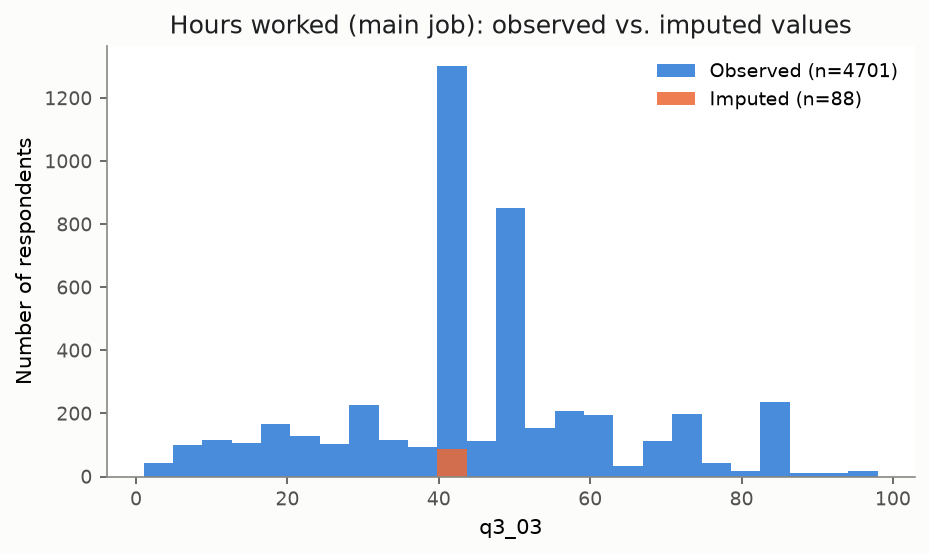 Hours worked (main job): observed vs. imputed values
Observed (n=4701)
Imputed (n=88)
Number of respondents
1200
1000
800
600
400
200
0
0 20 40 60 80 100
q3_03